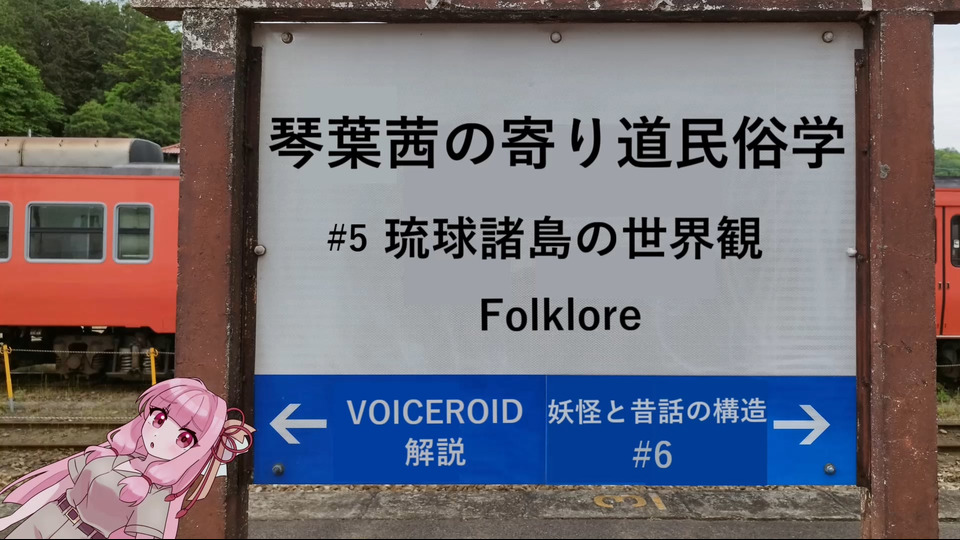 琴葉茜の寄り道民俗学
#5 琉球諸島の世界観
Folklore
← VOICEROID
解説
妖怪と昔話の構造 →
#6
31